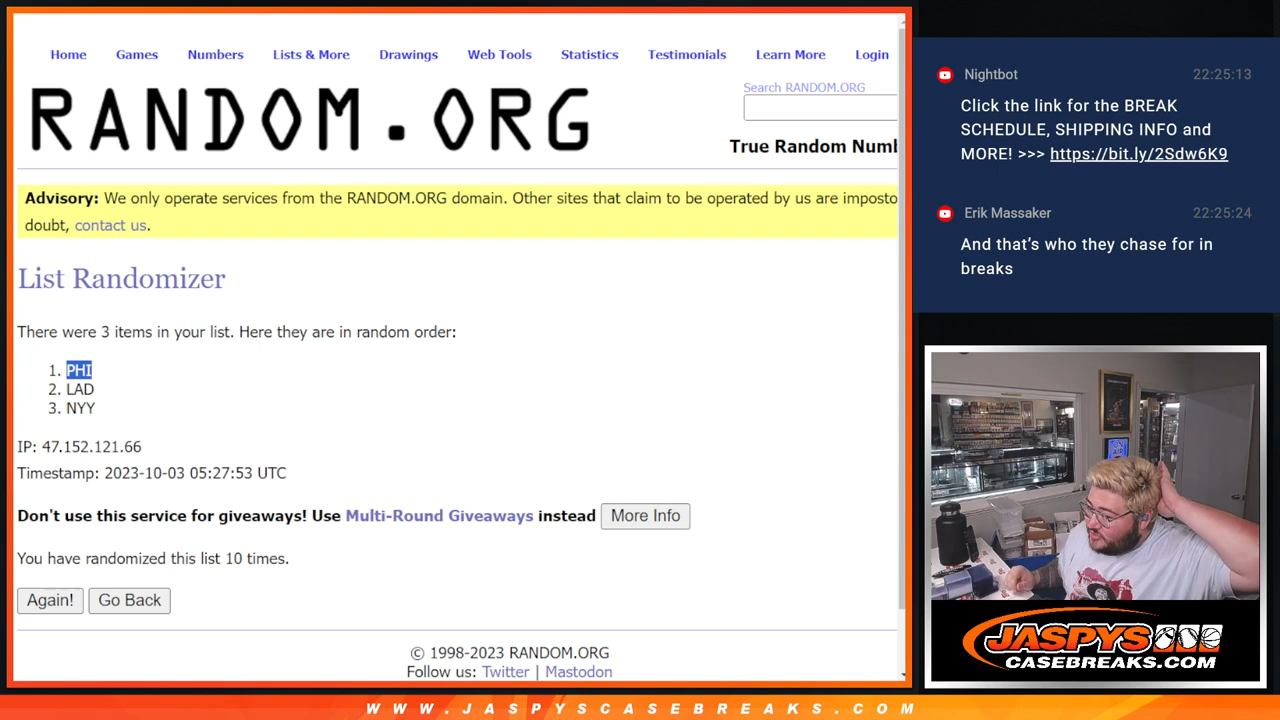 Home Games Numbers Lists & More Drawings Web Tools Statistics Testimonials Learn More Login
RANDOM.ORG
Search RANDOM.ORG
True Random Numb
Advisory: We only operate services from the RANDOM.ORG domain. Other sites that claim to be operated by us are imposto
doubt, contact us.
List Randomizer
There were 3 items in your list. Here they are in random order:
1. PHI
2. LAD
3. NYY
IP: 47.152.121.66
Timestamp: 2023-10-03 05:27:53 UTC
Don't use this service for giveaways! Use Multi-Round Giveaways instead More Info
You have randomized this list 10 times.
Again! Go Back
© 1998-2023 RANDOM.ORG
Follow us: Twitter | Mastodon
Nightbot 22:25:13
Click the link for the BREAK
SCHEDULE, SHIPPING INFO and
MORE! >>> https://bit.ly/2Sdw6K9
Erik Massaker 22:25:24
And that's who they chase for in
breaks
JASPYS
CASEBREAKS.COM
WWW.JASPYSCASEBREAKS.COM